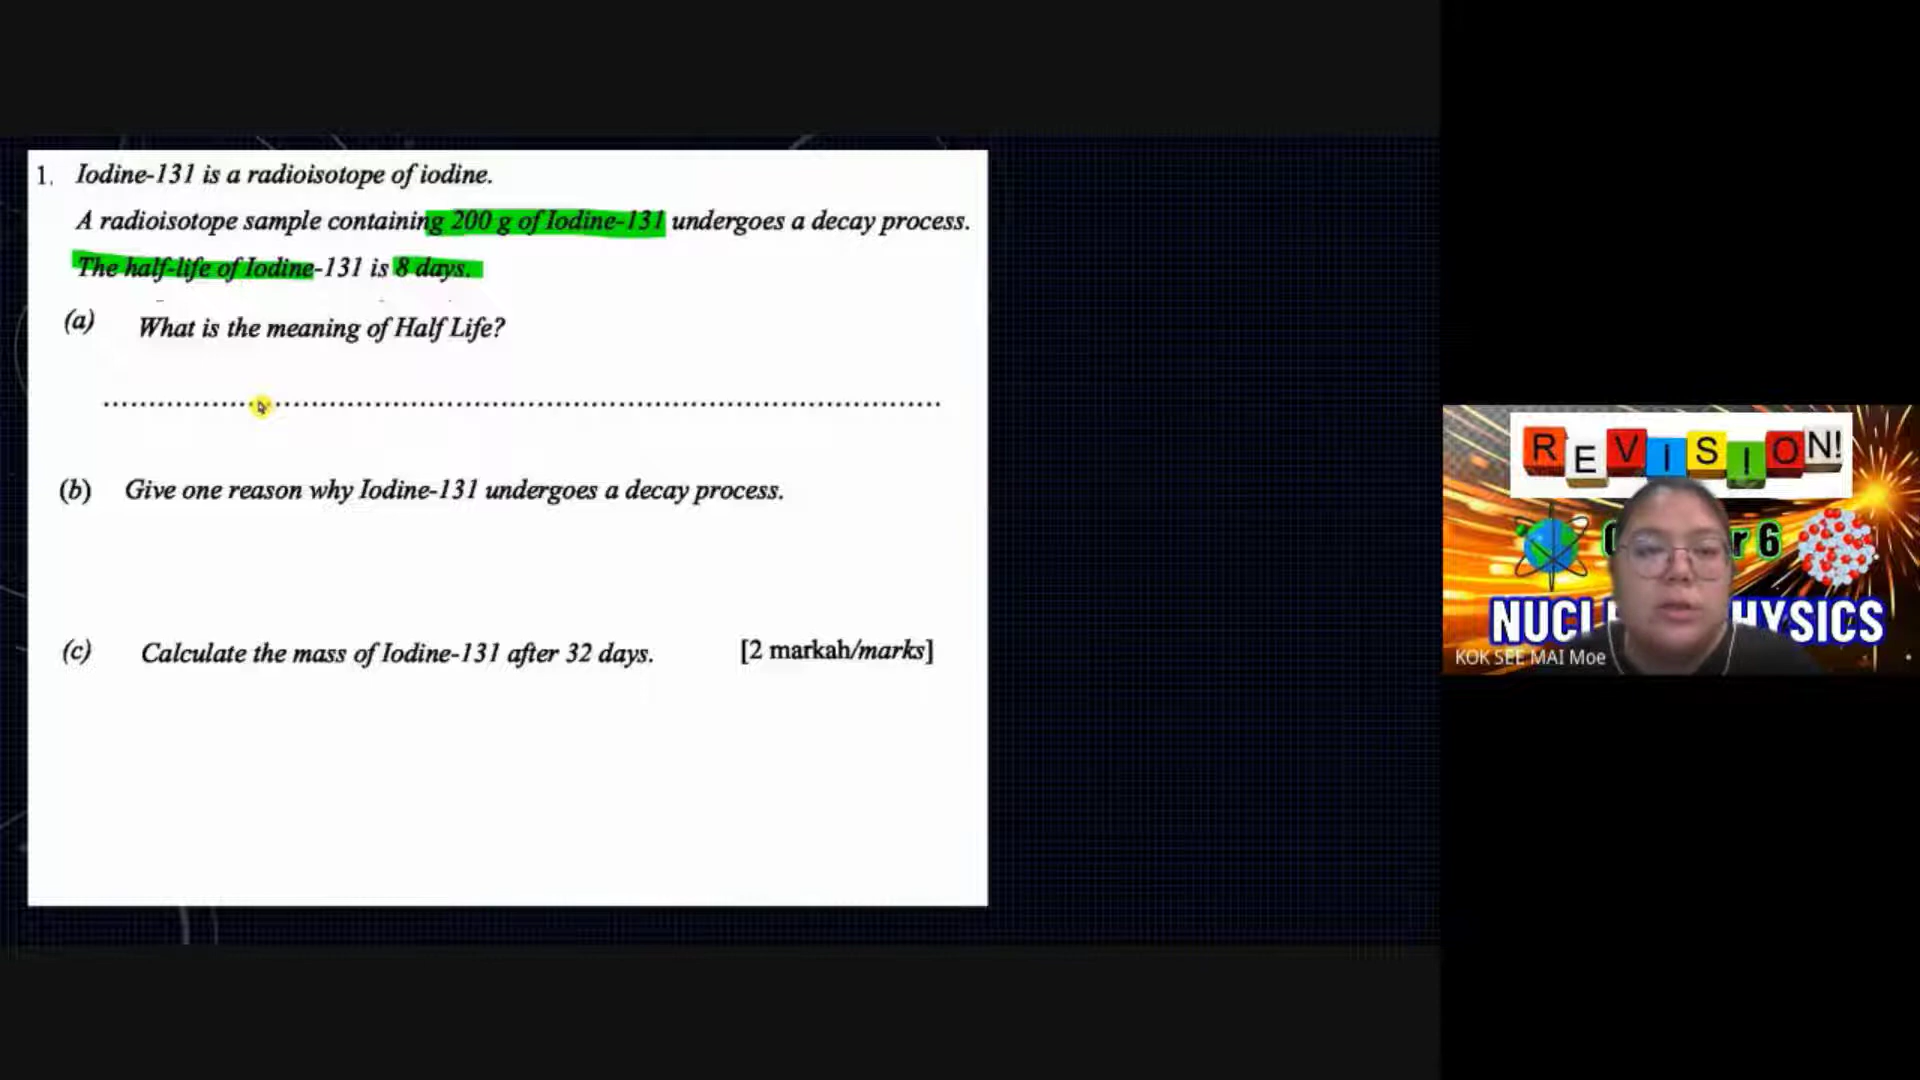 1. Iodine-131 is a radioisotope of iodine.
A radioisotope sample containing 200 g of Iodine-131 undergoes a decay process.
The half-life of Iodine-131 is 8 days.
(a) What is the meaning of Half Life?
(b) Give one reason why Iodine-131 undergoes a decay process.
(c) Calculate the mass of Iodine-131 after 32 days. [2 markah/marks]
REVISION!
r 6
NUCL HYSICS
KOK SEE MAI Moe